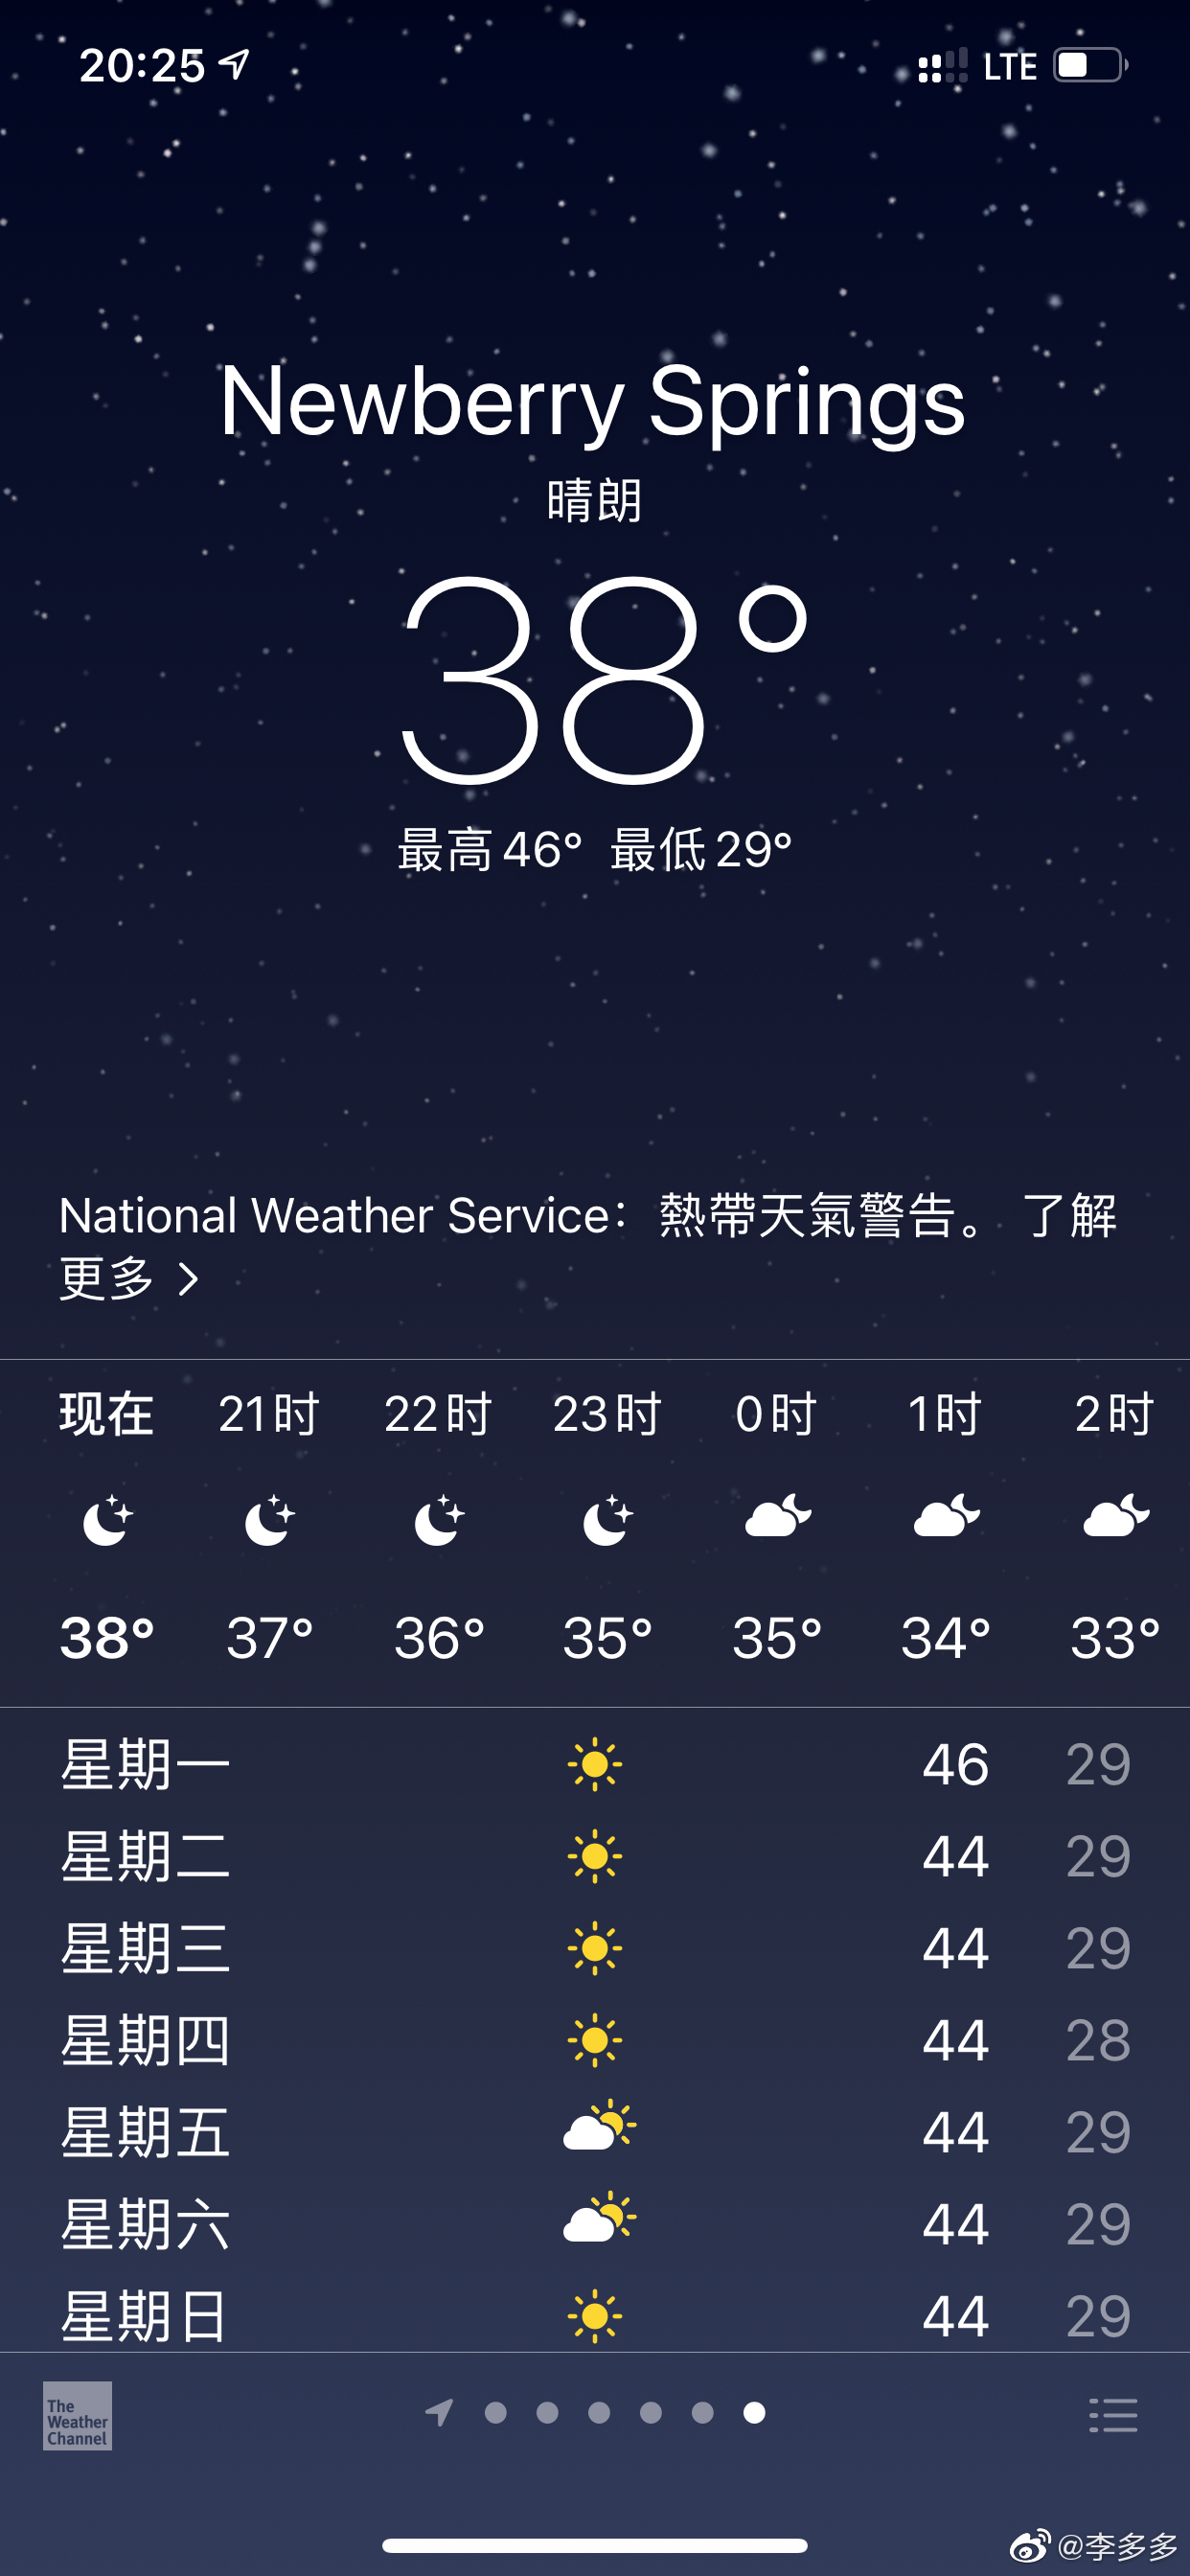 20:25 LTE
Newberry Springs
晴朗
38°
最高 46° 最低 29°
National Weather Service：熱帶天氣警告。 了解
更多 >
现在 21时 22时 23时 0时 1时 2时
38° 37° 36° 35° 35° 34° 33°
星期一 46 29
星期二 44 29
星期三 44 29
星期四 44 28
星期五 44 29
星期六 44 29
星期日 44 29
The
Weather
Channel
@李多多